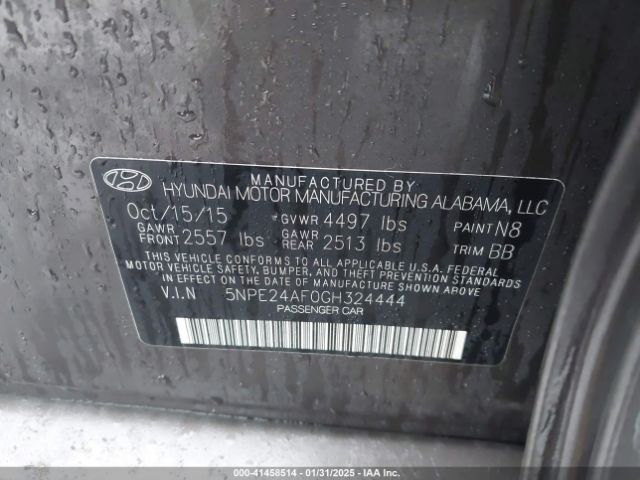 MANUFACTURED BY
HYUNDAI MOTOR MANUFACTURING ALABAMA, LLC
Oct/15/15 *GVWR 4497 lbs PAINT N8
GAWR FRONT 2557 lbs GAWR REAR 2513 lbs TRIM BB
THIS VEHICLE CONFORMS TO ALL APPLICABLE U.S.A. FEDERAL
MOTOR VEHICLE SAFETY, BUMPER, AND THEFT PREVENTION STANDARDS
IN EFFECT ON THE DATE OF MANUFACTURE SHOWN ABOVE.
V.I.N 5NPE24AF0GH324444
PASSENGER CAR
000-41458514 - 01/31/2025 - IAA Inc.